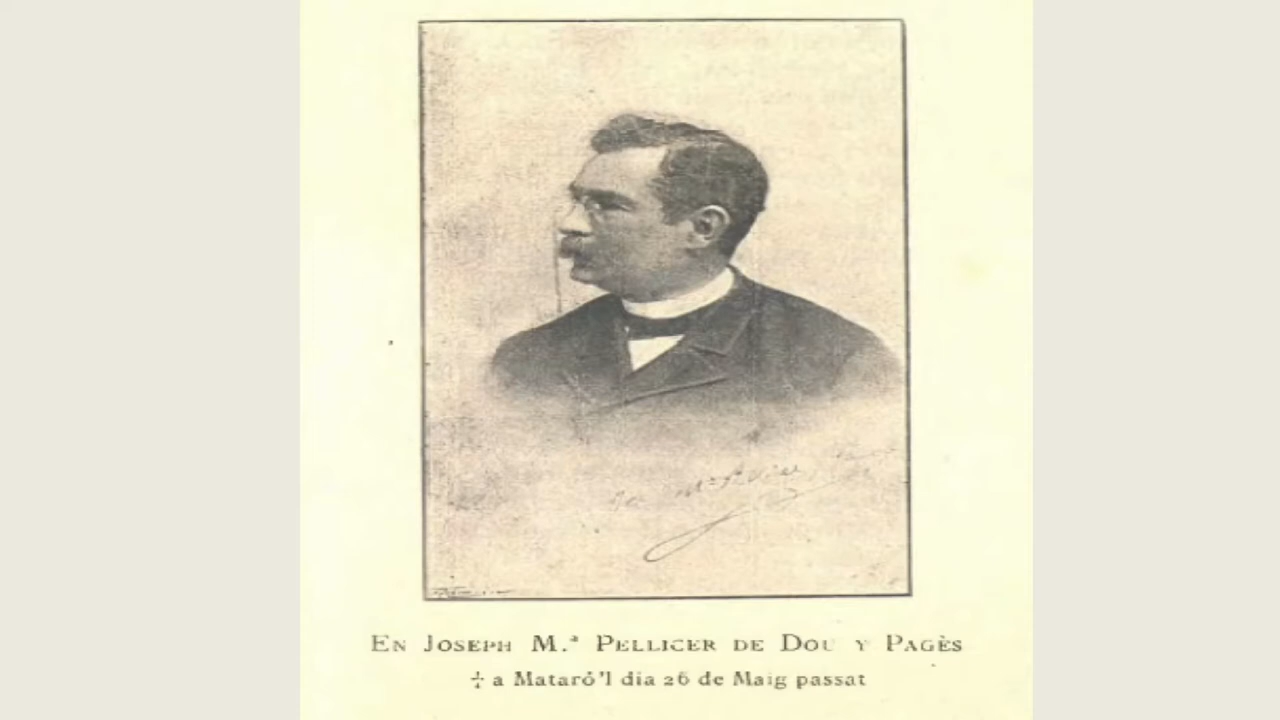 En Joseph M.ª Pellicer de Dou y Pagès
† a Mataró'l dia 26 de Maig passat